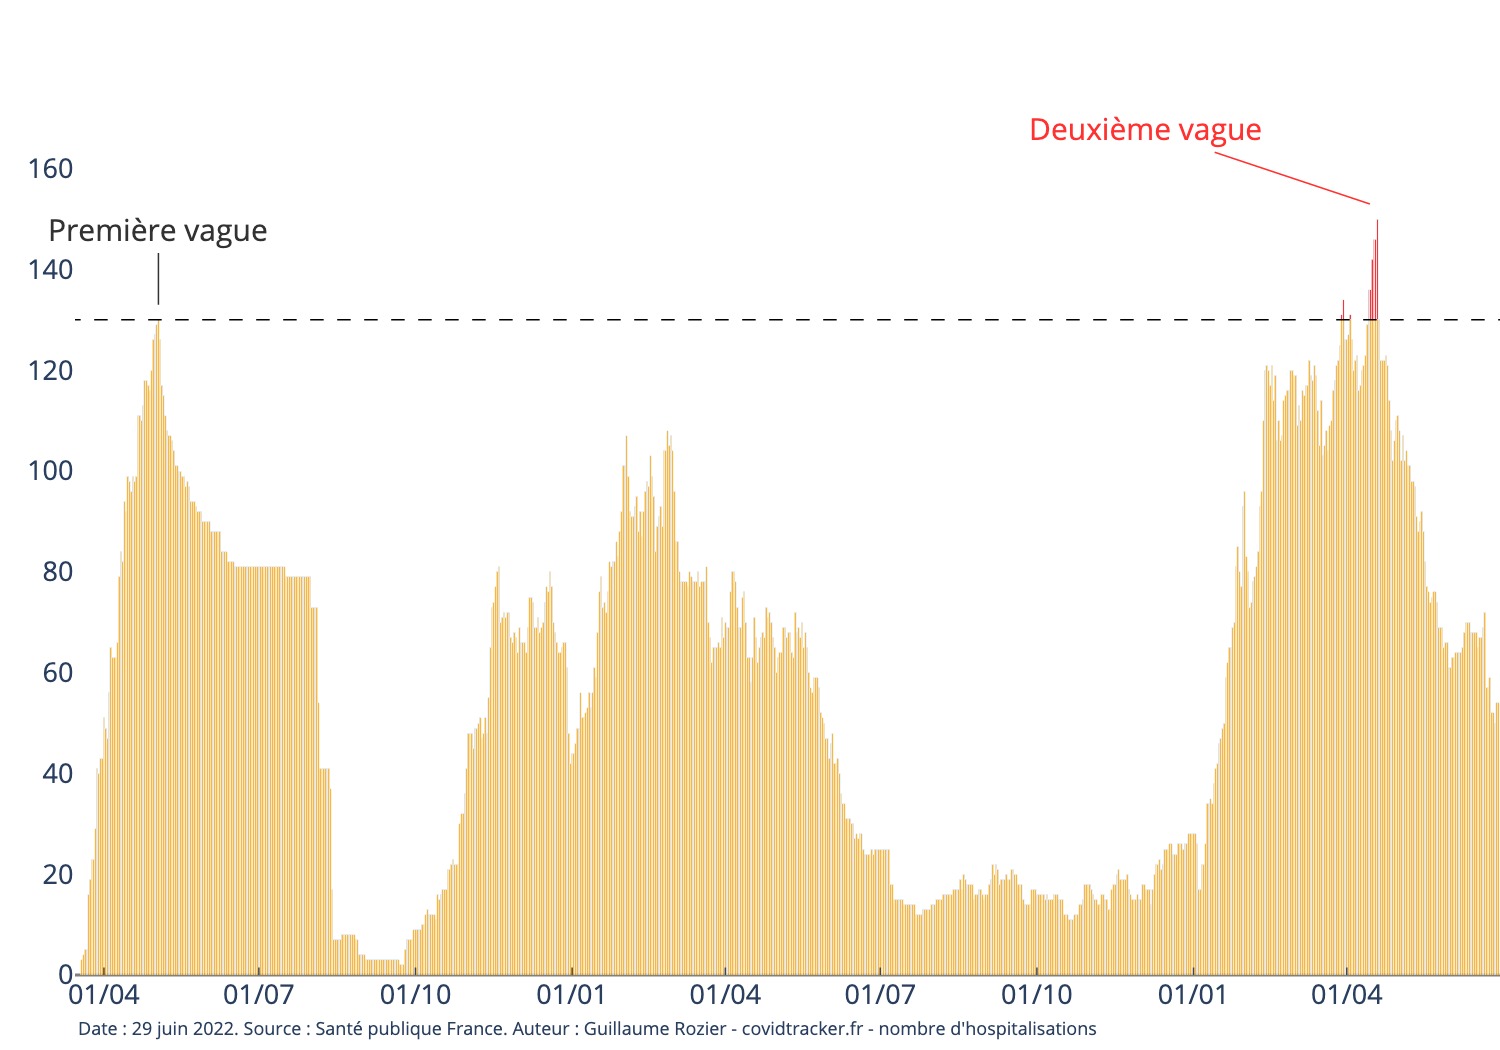 Deuxième vague
160
Première vague
140
120
100
80
60
40
20
0
01/04 01/07 01/10 01/01 01/04 01/07 01/10 01/01 01/04
Date : 29 juin 2022. Source : Santé publique France. Auteur : Guillaume Rozier - covidtracker.fr - nombre d'hospitalisations